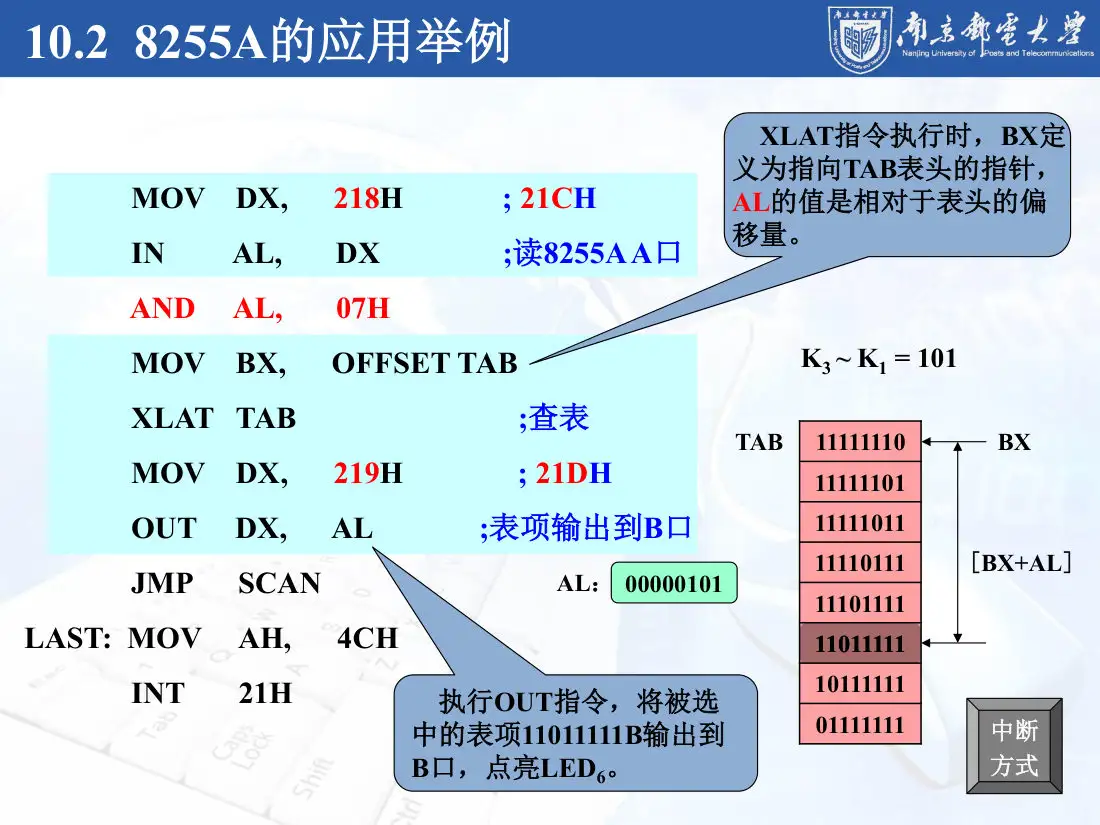 10.2 8255A的应用举例
南京邮电大学
Nanjing University of Posts and Telecommunications
XLAT指令执行时，BX定
义为指向TAB表头的指针，
AL的值是相对于表头的偏
移量。
MOV DX, 218H ; 21CH
IN AL, DX ;读8255A A口
AND AL, 07H
MOV BX, OFFSET TAB
XLAT TAB ;查表
MOV DX, 219H ; 21DH
OUT DX, AL ;表项输出到B口
JMP SCAN
LAST: MOV AH, 4CH
INT 21H
AL： 00000101
执行OUT指令，将被选
中的表项11011111B输出到
B口，点亮LED6。
K3 ~ K1 = 101
TAB 11111110 BX
11111101
11111011
11110111 [BX+AL]
11101111
11011111
10111111
01111111
中断
方式
Tab
Caps
Lock
Shift
Q
A
Z